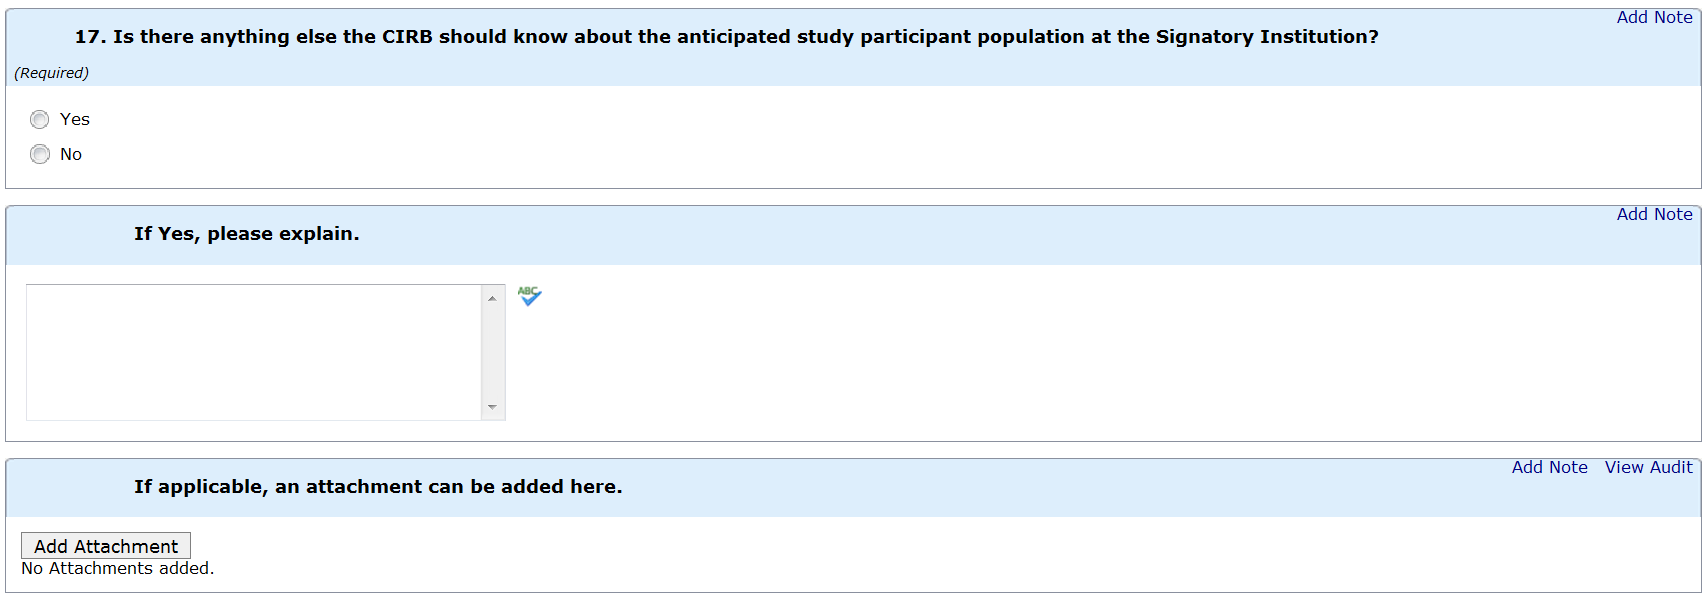 Add Note
17. Is there anything else the CIRB should know about the anticipated study participant population at the Signatory Institution?
(Required)
Yes
No
Add Note
If Yes, please explain.
ABC
Add Note View Audit
If applicable, an attachment can be added here.
Add Attachment
No Attachments added.